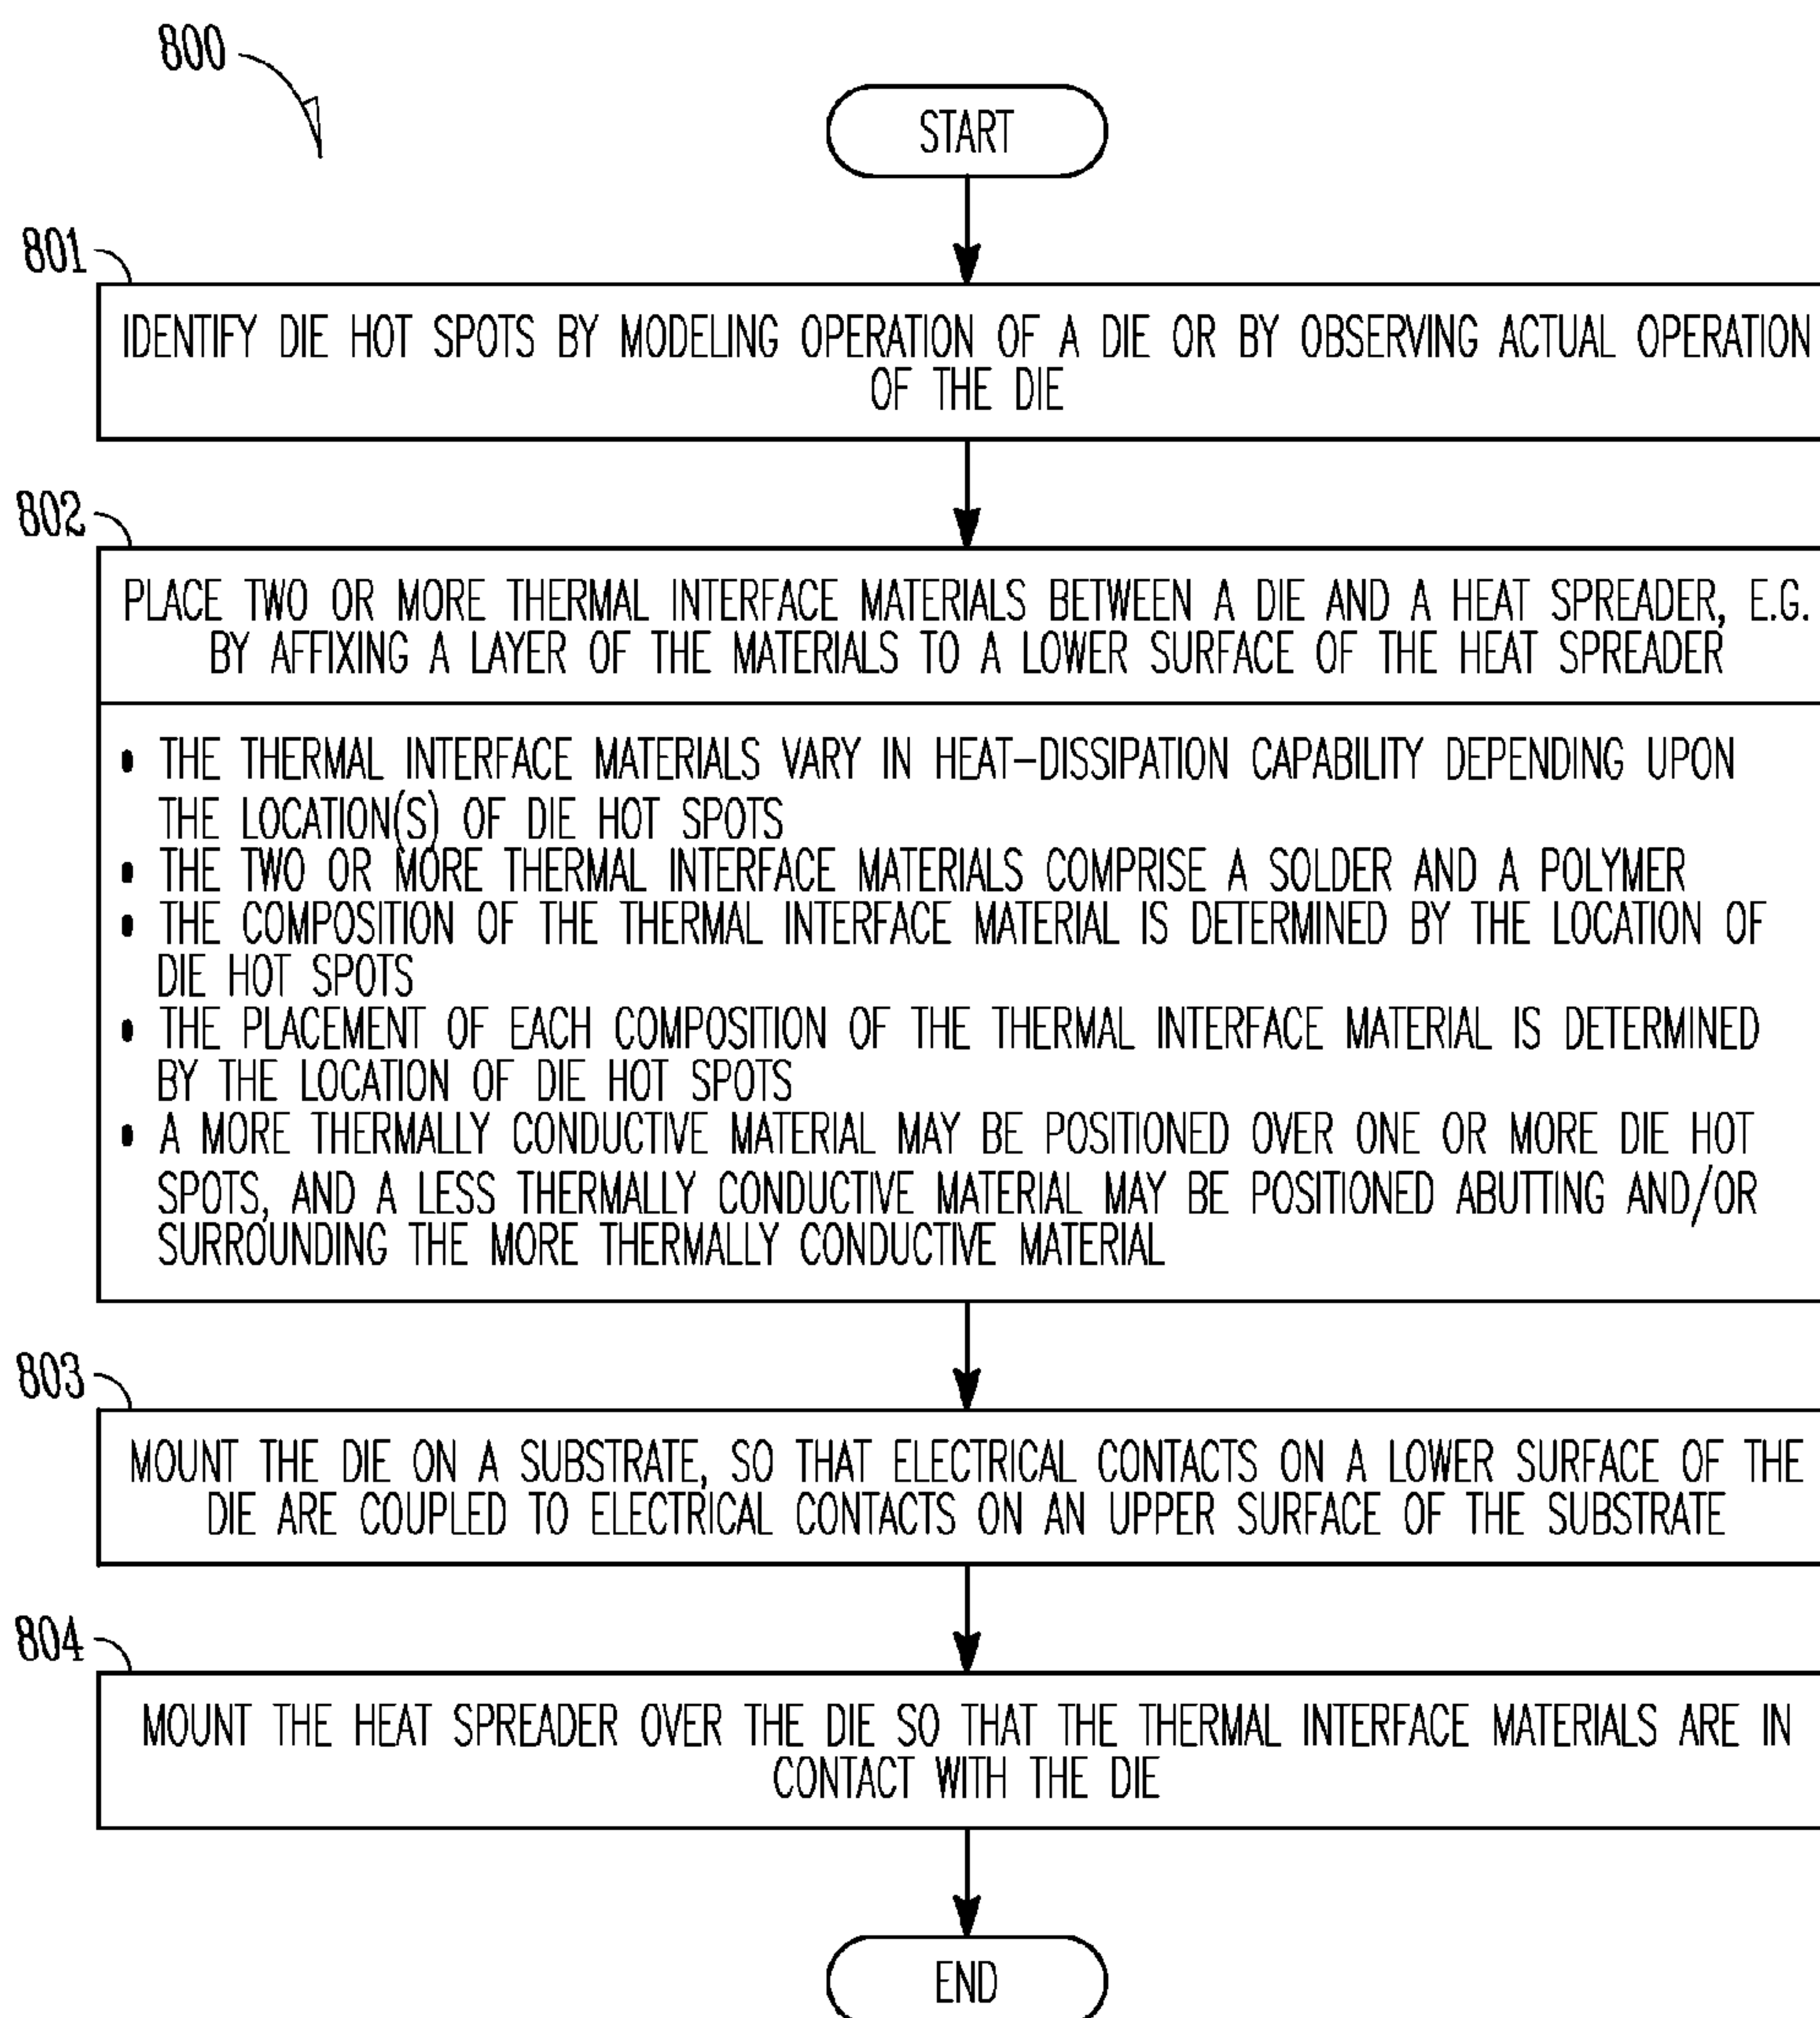 800
START
801
IDENTIFY DIE HOT SPOTS BY MODELING OPERATION OF A DIE OR BY OBSERVING ACTUAL OPERATION
OF THE DIE
802
PLACE TWO OR MORE THERMAL INTERFACE MATERIALS BETWEEN A DIE AND A HEAT SPREADER, E.G.
BY AFFIXING A LAYER OF THE MATERIALS TO A LOWER SURFACE OF THE HEAT SPREADER
• THE THERMAL INTERFACE MATERIALS VARY IN HEAT-DISSIPATION CAPABILITY DEPENDING UPON
THE LOCATION(S) OF DIE HOT SPOTS
• THE TWO OR MORE THERMAL INTERFACE MATERIALS COMPRISE A SOLDER AND A POLYMER
• THE COMPOSITION OF THE THERMAL INTERFACE MATERIAL IS DETERMINED BY THE LOCATION OF
DIE HOT SPOTS
• THE PLACEMENT OF EACH COMPOSITION OF THE THERMAL INTERFACE MATERIAL IS DETERMINED
BY THE LOCATION OF DIE HOT SPOTS
• A MORE THERMALLY CONDUCTIVE MATERIAL MAY BE POSITIONED OVER ONE OR MORE DIE HOT
SPOTS, AND A LESS THERMALLY CONDUCTIVE MATERIAL MAY BE POSITIONED ABUTTING AND/OR
SURROUNDING THE MORE THERMALLY CONDUCTIVE MATERIAL
803
MOUNT THE DIE ON A SUBSTRATE, SO THAT ELECTRICAL CONTACTS ON A LOWER SURFACE OF THE
DIE ARE COUPLED TO ELECTRICAL CONTACTS ON AN UPPER SURFACE OF THE SUBSTRATE
804
MOUNT THE HEAT SPREADER OVER THE DIE SO THAT THE THERMAL INTERFACE MATERIALS ARE IN
CONTACT WITH THE DIE
END